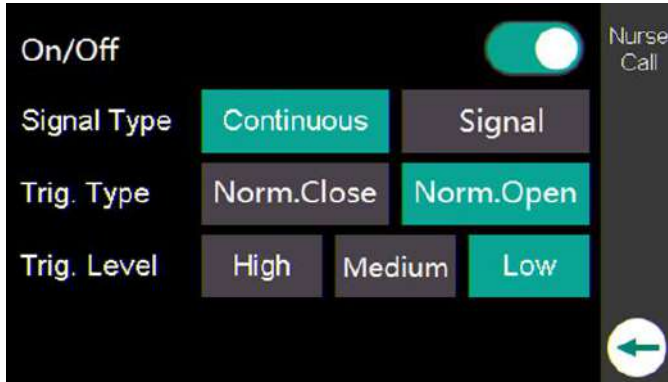 On/Off
Nurse
Call
Signal Type Continuous Signal
Trig. Type Norm.Close Norm.Open
Trig. Level High Medium Low